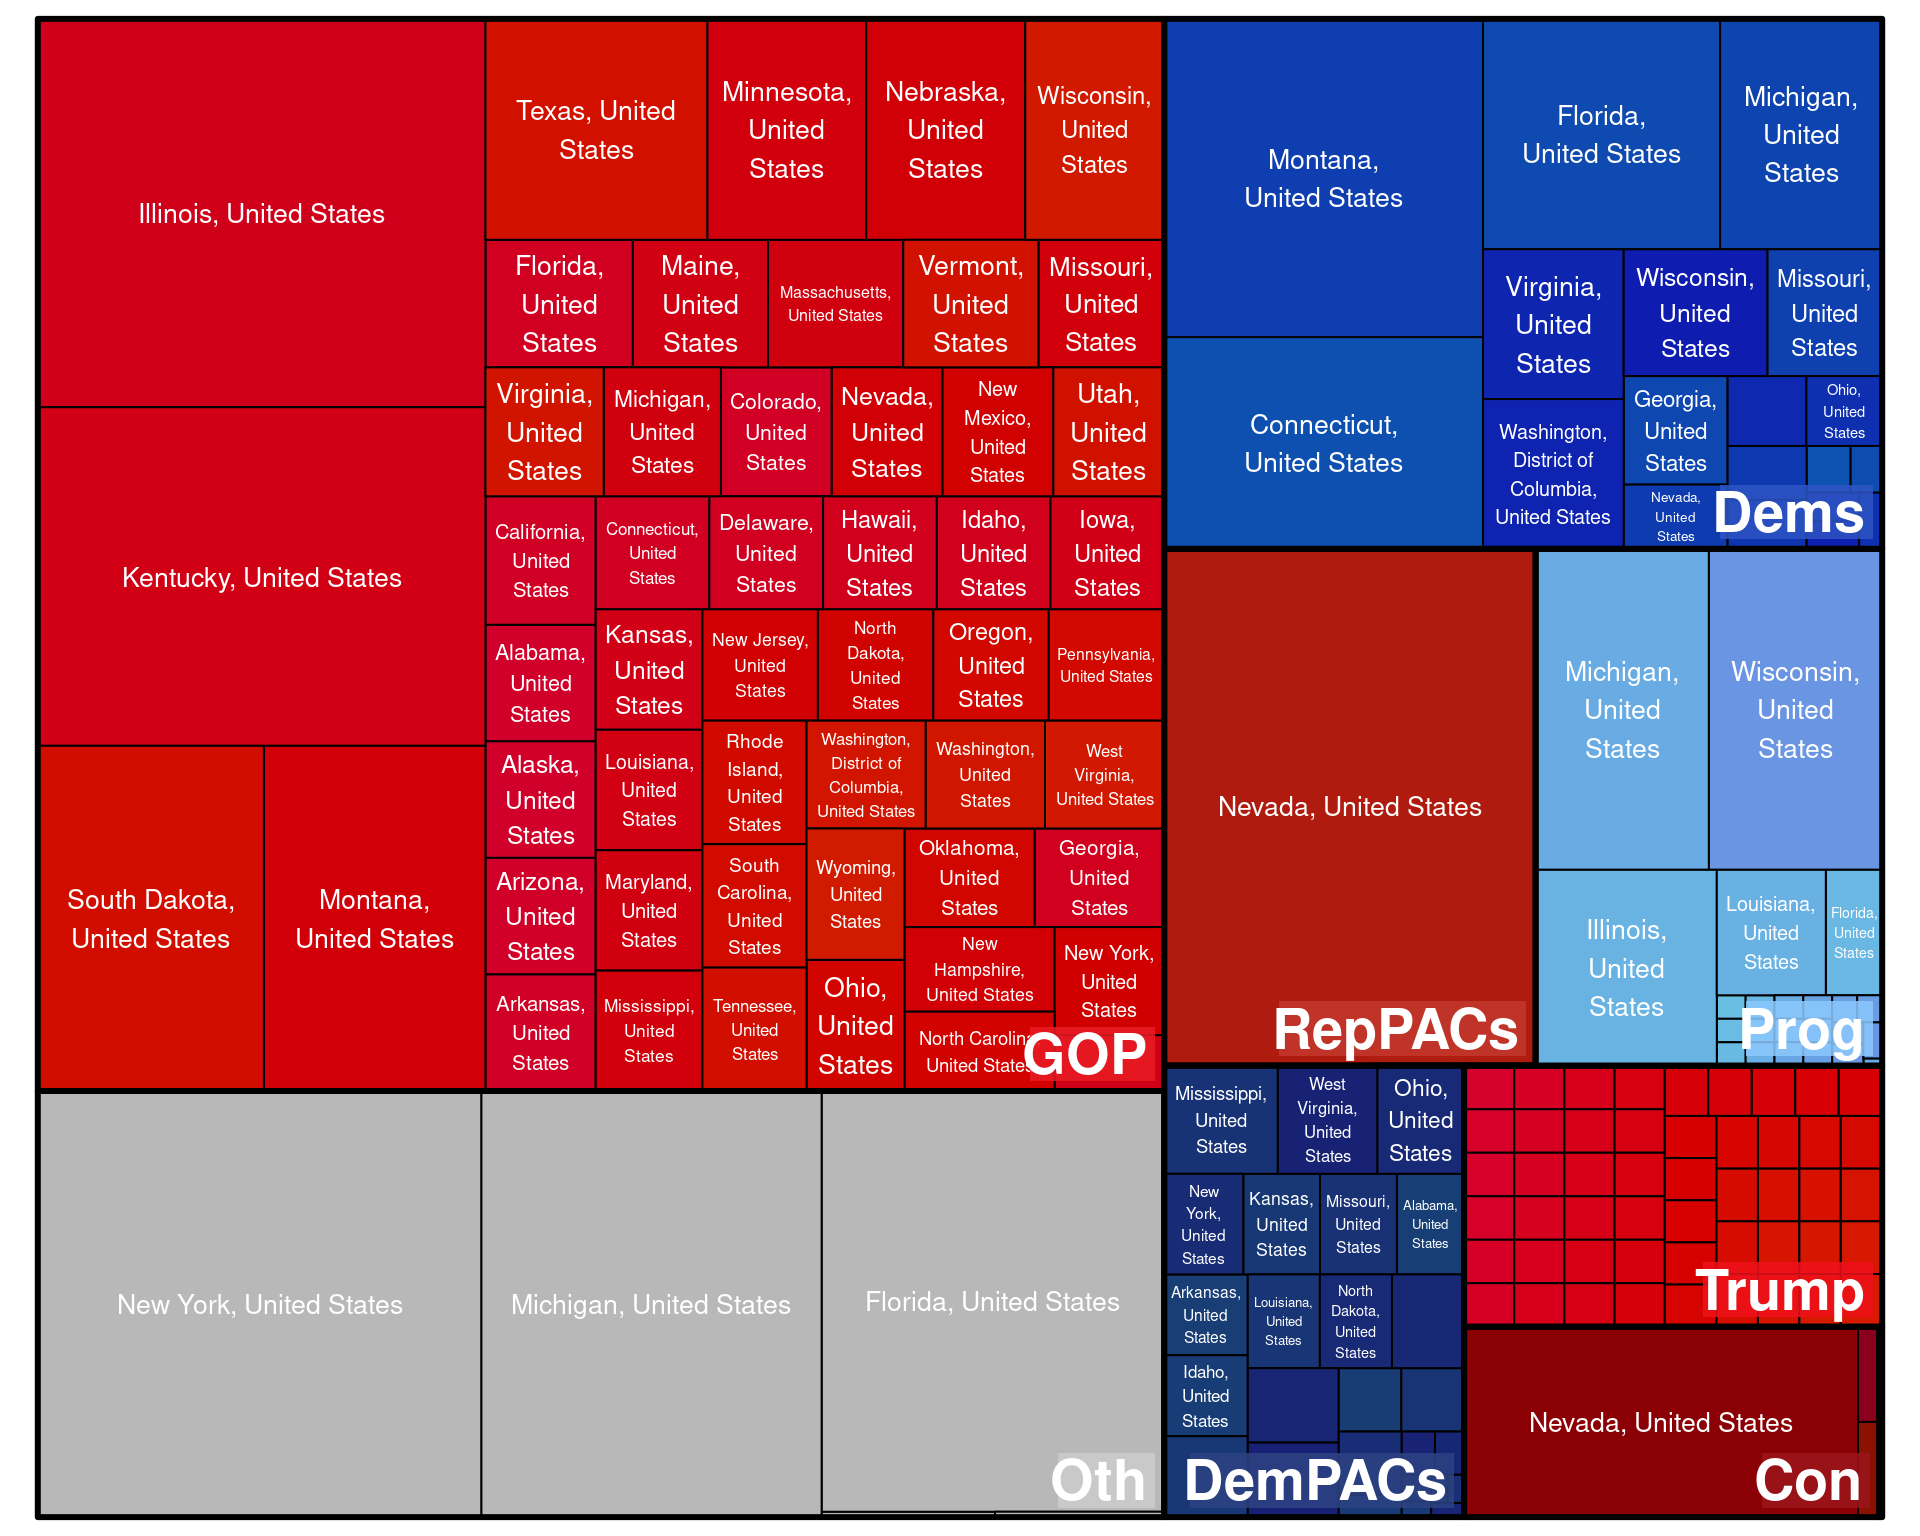 Illinois, United States
Kentucky, United States
South Dakota,
United States
Montana,
United States
Texas, United
States
Minnesota,
United
States
Nebraska,
United
States
Wisconsin,
United
States
Florida,
United
States
Maine,
United
States
Massachusetts,
United States
Vermont,
United
States
Missouri,
United
States
Virginia,
United
States
Michigan,
United
States
Colorado,
United
States
Nevada,
United
States
New
Mexico,
United
States
Utah,
United
States
California,
United
States
Connecticut,
United
States
Delaware,
United
States
Hawaii,
United
States
Idaho,
United
States
Iowa,
United
States
Alabama,
United
States
Kansas,
United
States
New Jersey,
United
States
North
Dakota,
United
States
Oregon,
United
States
Pennsylvania,
United States
Alaska,
United
States
Louisiana,
United
States
Rhode
Island,
United
States
Washington,
District of
Columbia,
United States
Washington,
United
States
West
Virginia,
United States
Arizona,
United
States
Maryland,
United
States
South
Carolina,
United
States
Wyoming,
United
States
Oklahoma,
United
States
Georgia,
United
States
Arkansas,
United
States
Mississippi,
United
States
Tennessee,
United
States
Ohio,
United
States
New
Hampshire,
United States
New York,
United
States
North Carolina,
United States
GOP
New York, United States
Michigan, United States
Florida, United States
Oth
Montana,
United States
Connecticut,
United States
Florida,
United States
Michigan,
United
States
Virginia,
United
States
Wisconsin,
United
States
Missouri,
United
States
Washington,
District of
Columbia,
United States
Georgia,
United
States
Ohio,
United
States
Nevada,
United
States
Dems
Nevada, United States
RepPACs
Michigan,
United
States
Wisconsin,
United
States
Illinois,
United
States
Louisiana,
United
States
Florida,
United
States
Prog
Mississippi,
United
States
West
Virginia,
United
States
Ohio,
United
States
New
York,
United
States
Kansas,
United
States
Missouri,
United
States
Alabama,
United
States
Arkansas,
United
States
Louisiana,
United
States
North
Dakota,
United
States
Idaho,
United
States
DemPACs
Trump
Nevada, United States
Con